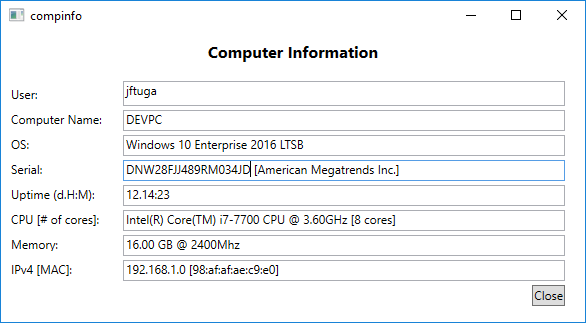 compinfo
Computer Information
User: jftuga
Computer Name: DEVPC
OS: Windows 10 Enterprise 2016 LTSB
Serial: DNW28FJJ489RM034JD [American Megatrends Inc.]
Uptime (d.H:M): 12.14:23
CPU [# of cores]: Intel(R) Core(TM) i7-7700 CPU @ 3.60GHz [8 cores]
Memory: 16.00 GB @ 2400Mhz
IPv4 [MAC]: 192.168.1.0 [98:af:af:ae:c9:e0]
Close